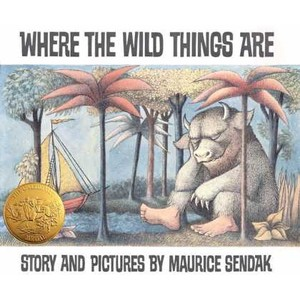 WHERE THE WILD THINGS ARE
STORY AND PICTURES BY MAURICE SENDAK